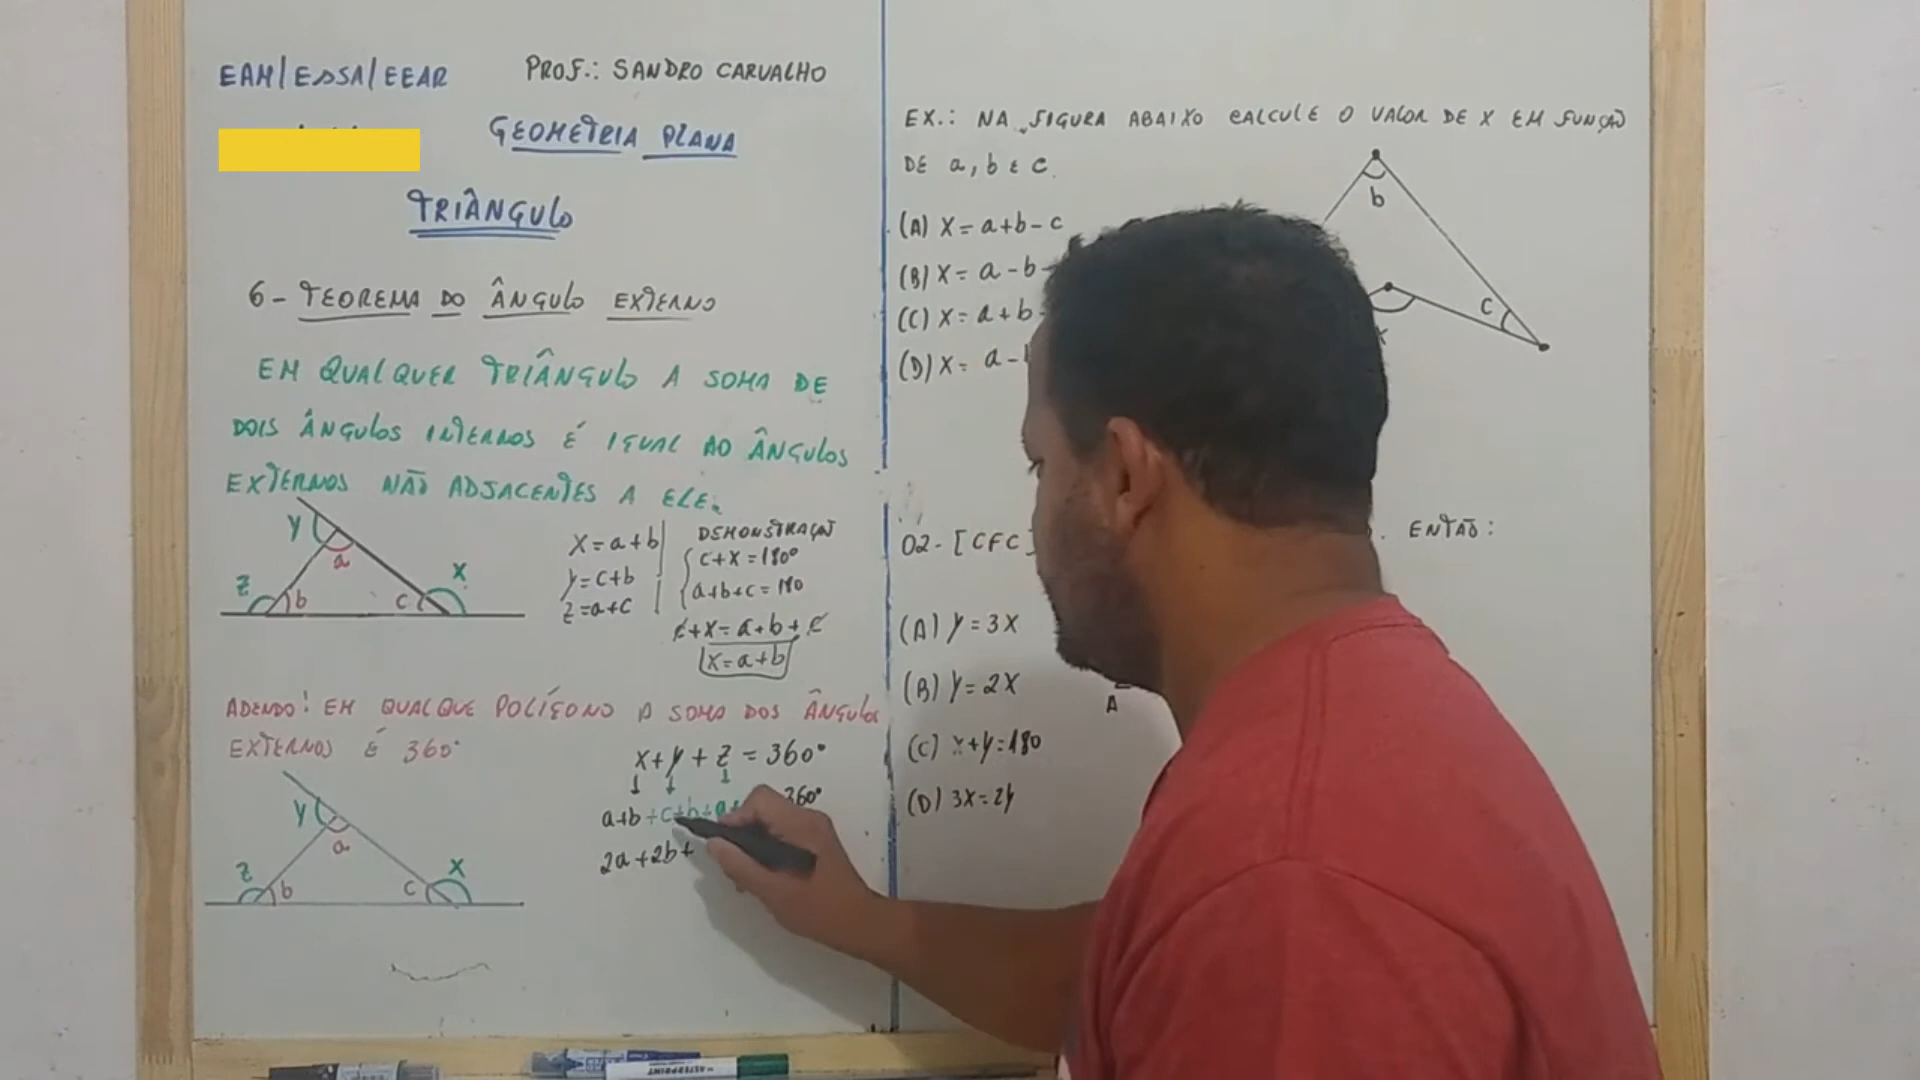 EAM/ESSA/EEAR
PROF.: SANDRO CARVALHO
GEOMETRIA PLANA
TRIÂNGULO
6- TEOREMA DO ÂNGULO EXTERNO
EM QUALQUER TRIÂNGULO A SOMA DE
DOIS ÂNGULOS INTERNOS É IGUAL AO ÂNGULOS
EXTERNOS NÃO ADJACENTES A ELE.
y
a
z
b
c
x
X=a+b
y=c+b
z=a+c
DEMONSTRAÇÃO
c+x=180°
a+b+c=180
c+x=a+b+c
x=a+b
ADENDO! EM QUALQUE POLÍGONO A SOMA DOS ÂNGULOS
EXTERNOS É 360°
x+y+z=360°
a+b+c+b+a+ 360°
2a+2b+
y
a
z
b
c
x
EX.: NA FIGURA ABAIXO CALCULE O VALOR DE X EM FUNÇÃO
DE a, b E c.
(A) X=a+b-c
(B) X=a-b-
(C) X=a+b
(D) X=a-
b
c
x
02-[CFC]
ENTÃO:
(A) y=3X
(B) y=2X
(C) x+y=180
(D) 3X=2y
A
MASTERPRINT